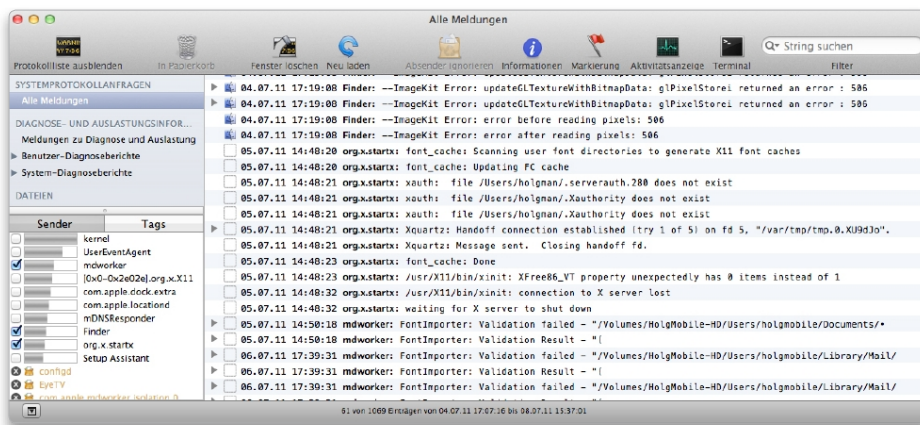 Alle Meldungen
Protokollliste ausblenden
In Papierkorb
Fenster löschen
Neu laden
Absender ignorieren
Informationen
Markierung
Aktivitätsanzeige
Terminal
String suchen
Filter
SYSTEMPROTOKOLLANFRAGEN
Alle Meldungen
DIAGNOSE- UND AUSLASTUNGSINFOR...
Meldungen zu Diagnose und Auslastung
Benutzer-Diagnoseberichte
System-Diagnoseberichte
DATEIEN
Sender
Tags
kernel
UserEventAgent
mdworker
[0x0-0x2e02e].org.x.X11
com.apple.dock.extra
com.apple.locationd
mDNSResponder
Finder
org.x.startx
Setup Assistant
configd
EyeTV
com.apple.mdworker.isolation.0
04.07.11 17:19:08 Finder: --ImageKit Error: updateGLTextureWithBitmapData: glPixelStorei returned an error : 506
04.07.11 17:19:08 Finder: --ImageKit Error: updateGLTextureWithBitmapData: glPixelStorei returned an error : 506
04.07.11 17:19:08 Finder: --ImageKit Error: error before reading pixels: 506
04.07.11 17:19:08 Finder: --ImageKit Error: error after reading pixels: 506
05.07.11 14:48:20 org.x.startx: font_cache: Scanning user font directories to generate X11 font caches
05.07.11 14:48:20 org.x.startx: font_cache: Updating FC cache
05.07.11 14:48:21 org.x.startx: xauth: file /Users/holgman/.serverauth.280 does not exist
05.07.11 14:48:21 org.x.startx: xauth: file /Users/holgman/.Xauthority does not exist
05.07.11 14:48:21 org.x.startx: xauth: file /Users/holgman/.Xauthority does not exist
05.07.11 14:48:21 org.x.startx: Xquartz: Handoff connection established (try 1 of 5) on fd 5, "/var/tmp/tmp.0.XU9dJo".
05.07.11 14:48:21 org.x.startx: Xquartz: Message sent. Closing handoff fd.
05.07.11 14:48:23 org.x.startx: font_cache: Done
05.07.11 14:48:23 org.x.startx: /usr/X11/bin/xinit: XFree86_VT property unexpectedly has 0 items instead of 1
05.07.11 14:48:32 org.x.startx: /usr/X11/bin/xinit: connection to X server lost
05.07.11 14:48:32 org.x.startx: waiting for X server to shut down
05.07.11 14:50:18 mdworker: FontImporter: Validation failed - "/Volumes/HolgMobile-HD/Users/holgmobile/Documents/•
05.07.11 14:50:18 mdworker: FontImporter: Validation Result - "(
06.07.11 17:39:31 mdworker: FontImporter: Validation failed - "/Volumes/HolgMobile-HD/Users/holgmobile/Library/Mail/
06.07.11 17:39:31 mdworker: FontImporter: Validation Result - "(
06.07.11 17:39:31 mdworker: FontImporter: Validation failed - "/Volumes/HolgMobile-HD/Users/holgmobile/Library/Mail/
61 von 1069 Einträgen von 04.07.11 17:07:16 bis 08.07.11 15:37:01